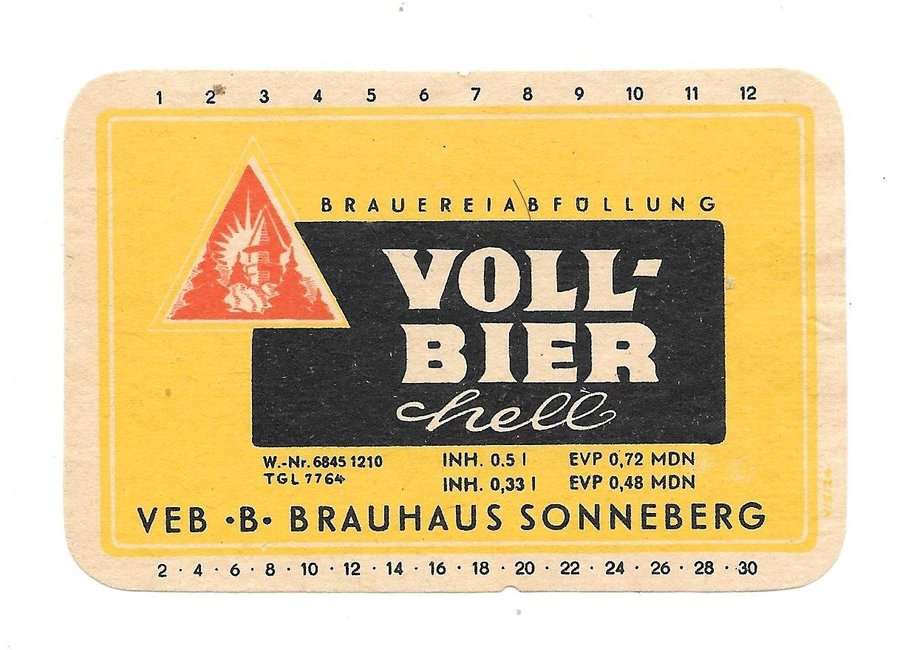 1 2 3 4 5 6 7 8 9 10 11 12
BRAUEREIABFÜLLUNG
VOLL-
BIER
hell
W.-Nr. 6845 1210 INH. 0,5 l EVP 0,72 MDN
TGL 7764 INH. 0,33 l EVP 0,48 MDN
VEB ·B· BRAUHAUS SONNEBERG
2 · 4 · 6 · 8 · 10 · 12 · 14 · 16 · 18 · 20 · 22 · 24 · 26 · 28 · 30